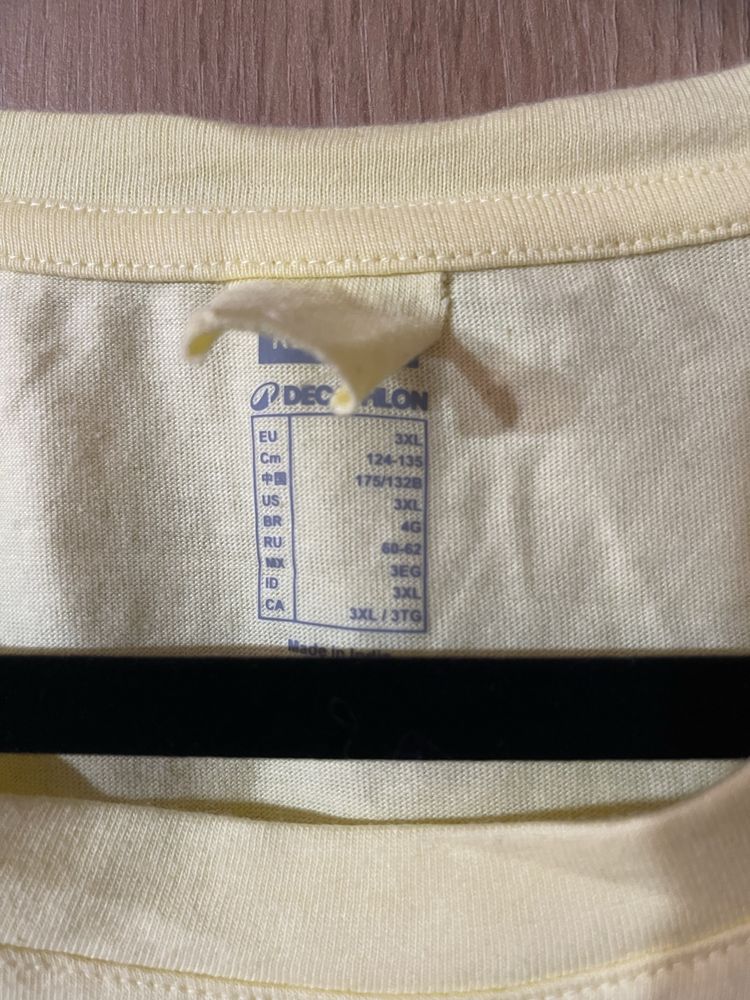 DECATHLON
EU 3XL
Cm 124-135
中国 175/132B
US 3XL
BR 4G
RU 60-62
MX 3EG
ID 3XL
CA 3XL / 3TG
Made in India